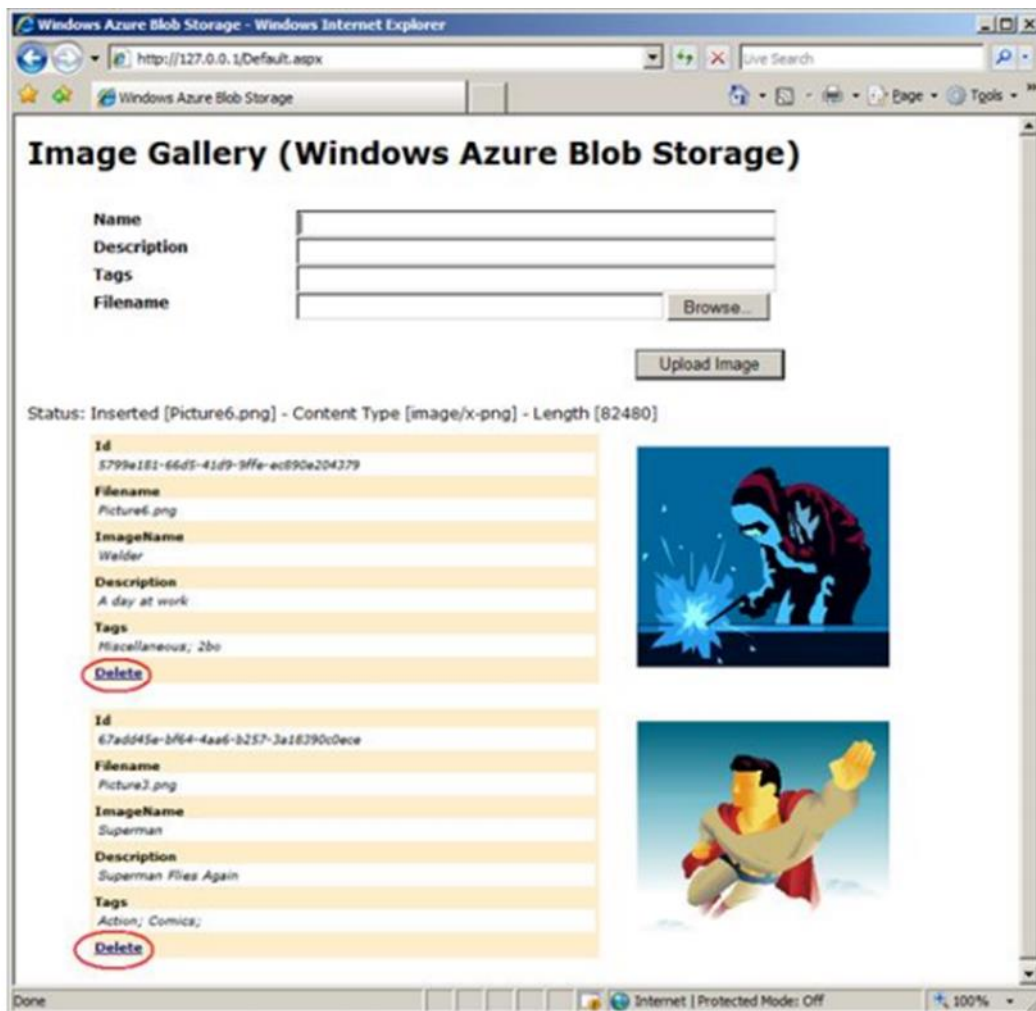 Windows Azure Blob Storage - Windows Internet Explorer
http://127.0.0.1/Default.aspx
Live Search
Windows Azure Blob Storage
Page
Tools
Image Gallery (Windows Azure Blob Storage)
Name
Description
Tags
Filename
Browse...
Upload Image
Status: Inserted [Picture6.png] - Content Type [image/x-png] - Length [82480]
Id
5799e181-66d5-41d9-9ffe-ec890e204379
Filename
Picture6.png
ImageName
Welder
Description
A day at work
Tags
Miscellaneous; 2bo
Delete
Id
67add45e-bf64-4aa6-b257-3a18390c0ece
Filename
Picture3.png
ImageName
Superman
Description
Superman Flies Again
Tags
Action; Comics;
Delete
Done
Internet | Protected Mode: Off
100%